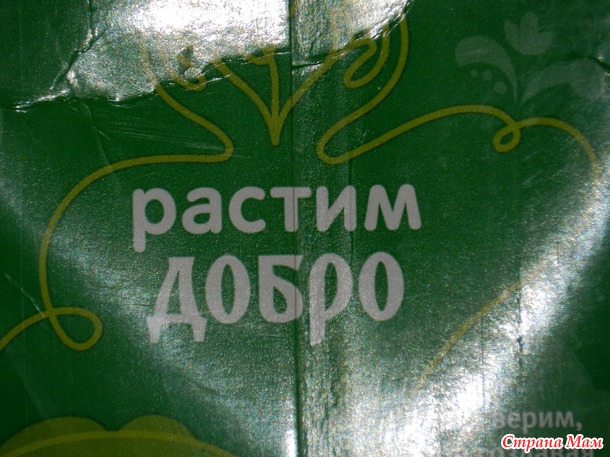 растим
ДОБРО
верим,
Страна Мам